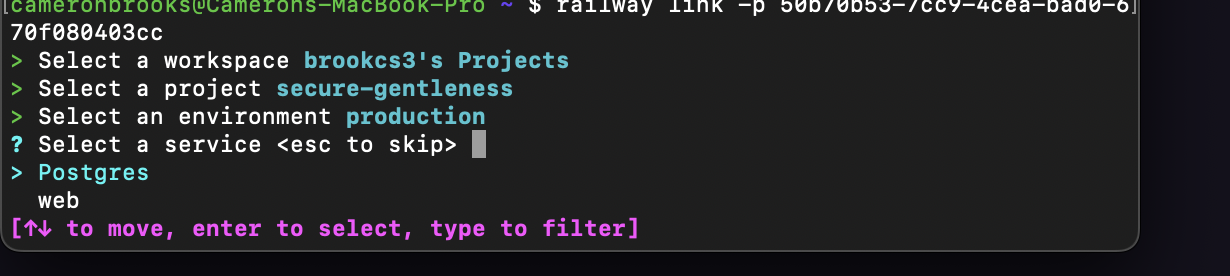 [cameronbrooks@Camerons-MacBook-Pro ~ $ railway link -p 50b70b53-7cc9-4cea-bad0-6]
70f080403cc
> Select a workspace brookcs3's Projects
> Select a project secure-gentleness
> Select an environment production
? Select a service <esc to skip>
> Postgres
web
[↑↓ to move, enter to select, type to filter]